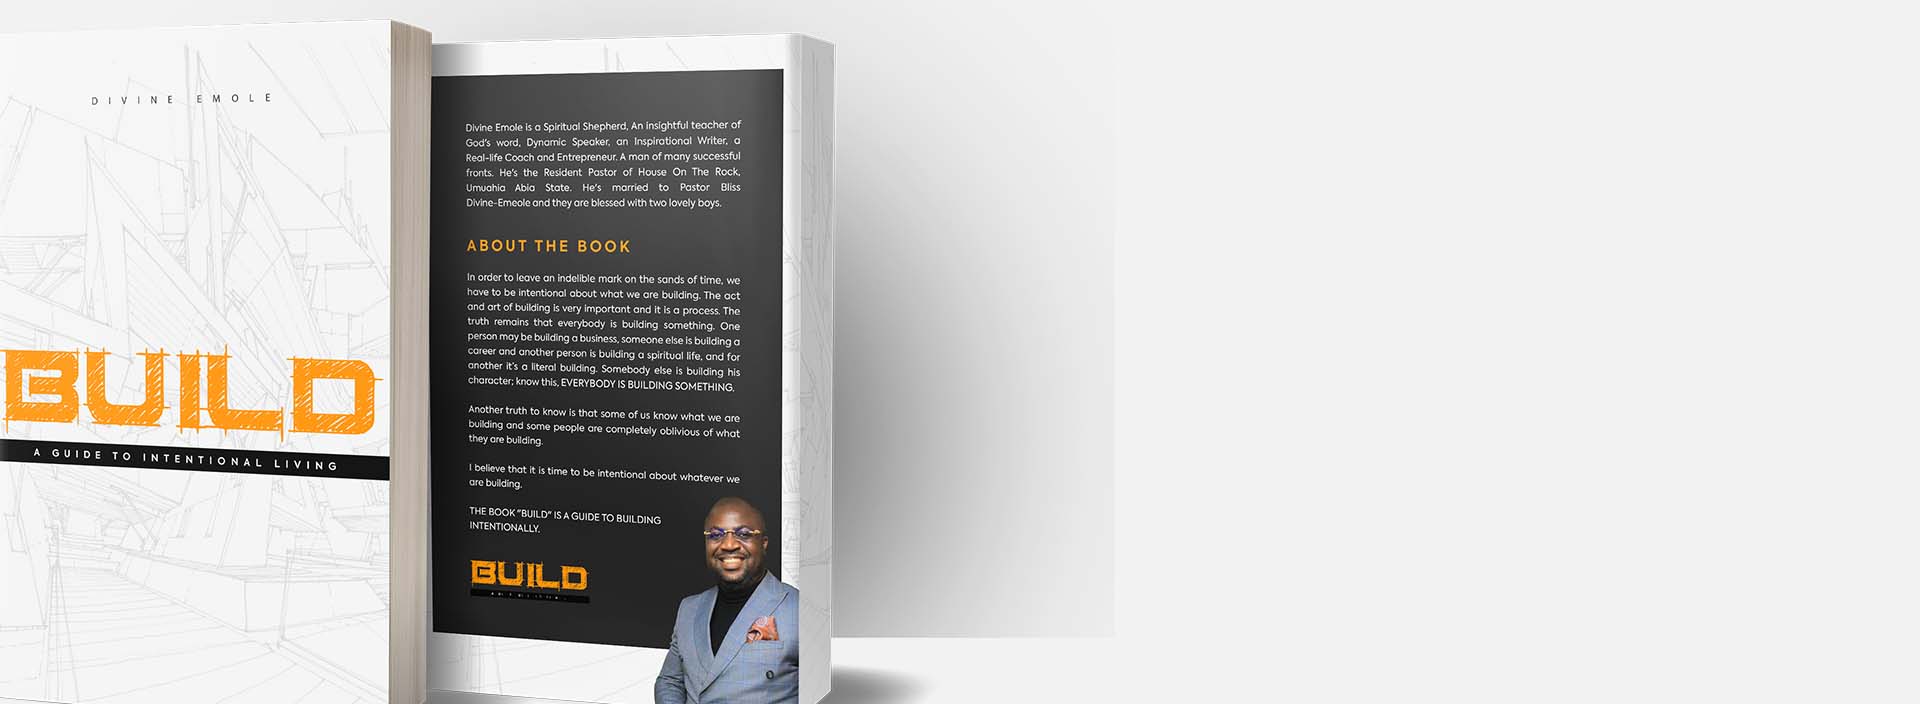 DIVINE EMOLE
BUILD
A GUIDE TO INTENTIONAL LIVING
Divine Emole is a Spiritual Shepherd, An insightful teacher of
God's word, Dynamic Speaker, an Inspirational Writer, a
Real-life Coach and Entrepreneur. A man of many successful
fronts. He's the Resident Pastor of House On The Rock,
Umuahia Abia State. He's married to Pastor Bliss
Divine-Emeole and they are blessed with two lovely boys.
ABOUT THE BOOK
In order to leave an indelible mark on the sands of time, we
have to be intentional about what we are building. The act
and art of building is very important and it is a process. The
truth remains that everybody is building something. One
person may be building a business, someone else is building a
career and another person is building a spiritual life, and for
another it's a literal building. Somebody else is building his
character; know this, EVERYBODY IS BUILDING SOMETHING.
Another truth to know is that some of us know what we are
building and some people are completely oblivious of what
they are building.
I believe that it is time to be intentional about whatever we
are building.
THE BOOK "BUILD" IS A GUIDE TO BUILDING
INTENTIONALLY.
BUILD